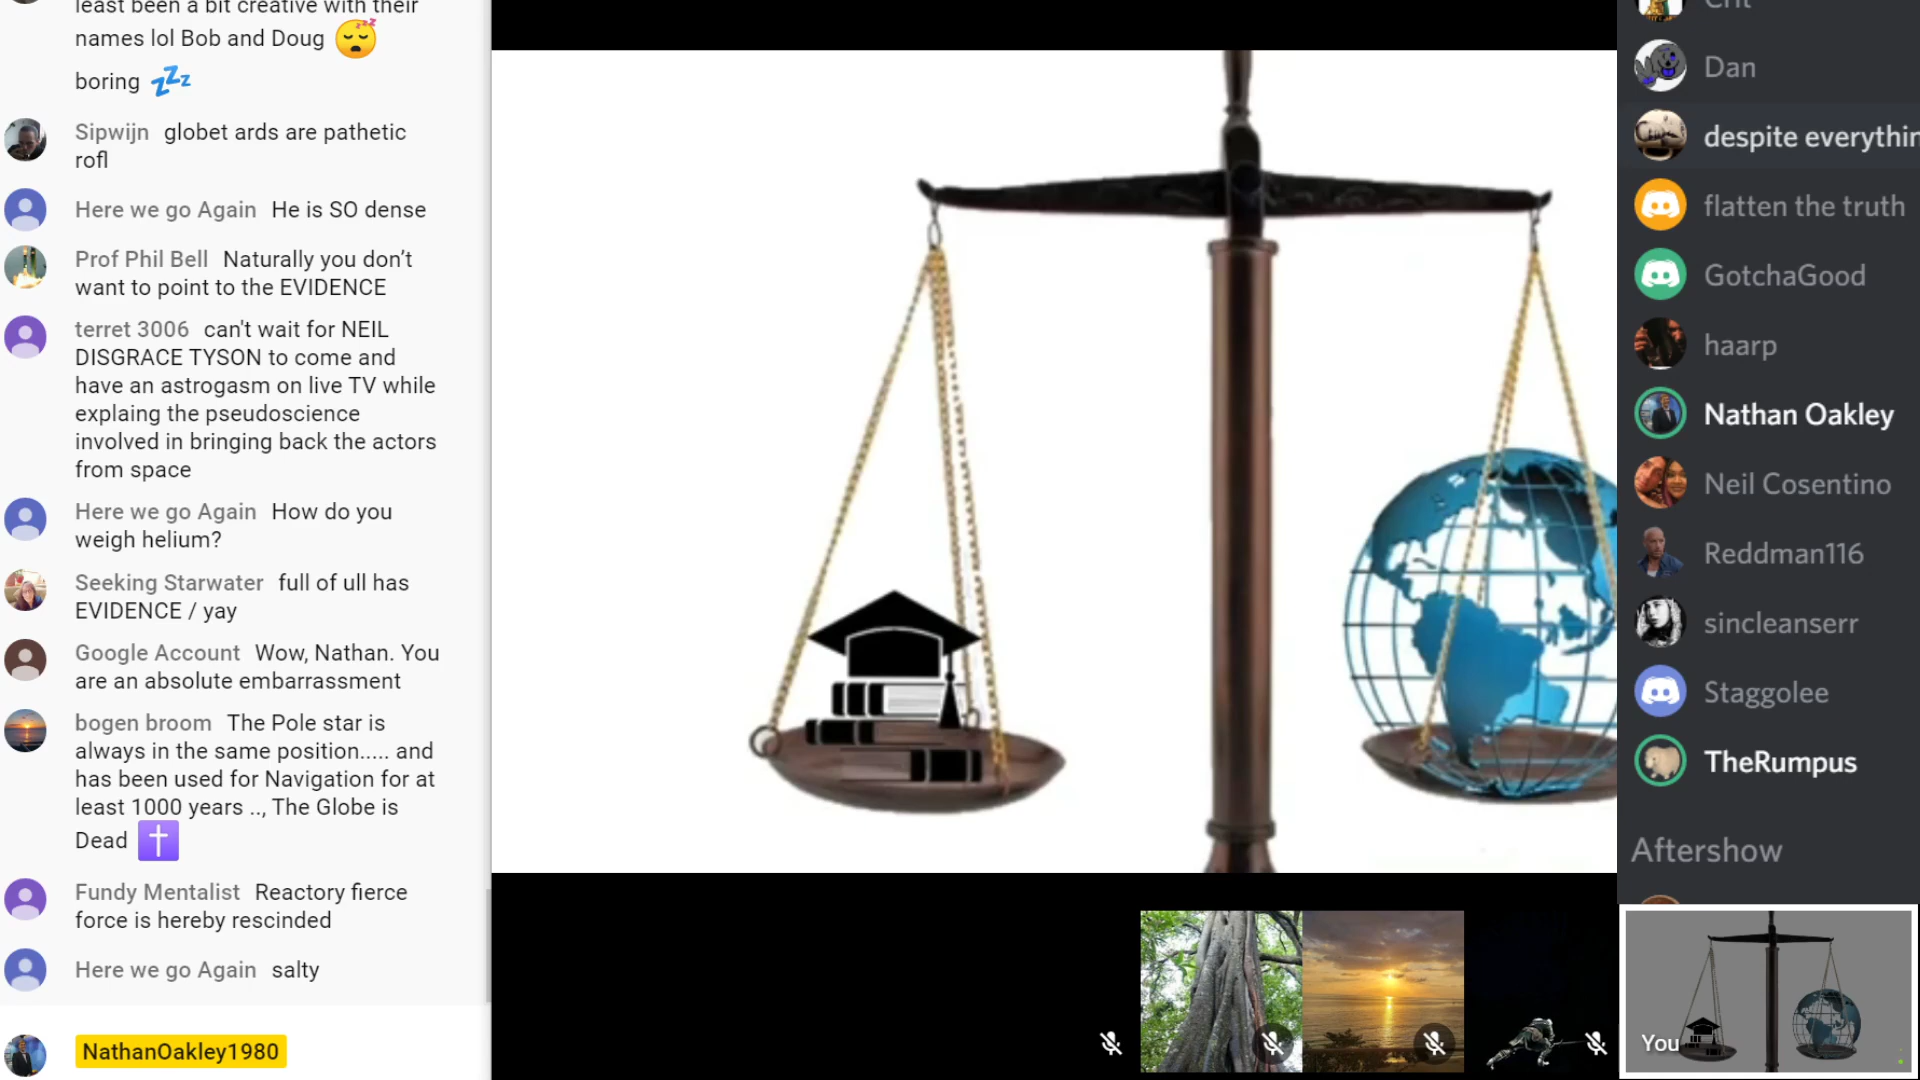 least been a bit creative with their
names lol Bob and Doug
boring
Sipwijn globet ards are pathetic
rofl
Here we go Again He is SO dense
Prof Phil Bell Naturally you don’t
want to point to the EVIDENCE
terret 3006 can't wait for NEIL
DISGRACE TYSON to come and
have an astrogasm on live TV while
explaing the pseudoscience
involved in bringing back the actors
from space
Here we go Again How do you
weigh helium?
Seeking Starwater full of ull has
EVIDENCE / yay
Google Account Wow, Nathan. You
are an absolute embarrassment
bogen broom The Pole star is
always in the same position..... and
has been used for Navigation for at
least 1000 years .., The Globe is
Dead
Fundy Mentalist Reactory fierce
force is hereby rescinded
Here we go Again salty
NathanOakley1980
Dan
despite everythin
flatten the truth
GotchaGood
haarp
Nathan Oakley
Neil Cosentino
Reddman116
sincleanserr
Staggolee
TheRumpus
Aftershow
You